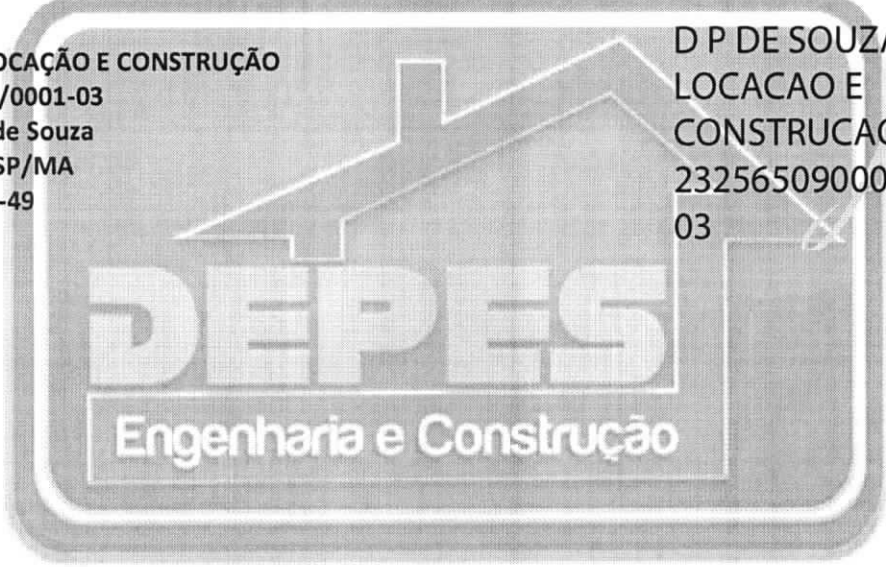 OCAÇÃO E CONSTRUÇÃO
/0001-03
de Souza
SP/MA
-49
D P DE SOUZA
LOCACAO E
CONSTRUCAO
23256509000
03
DEPES
Engenharia e Construção